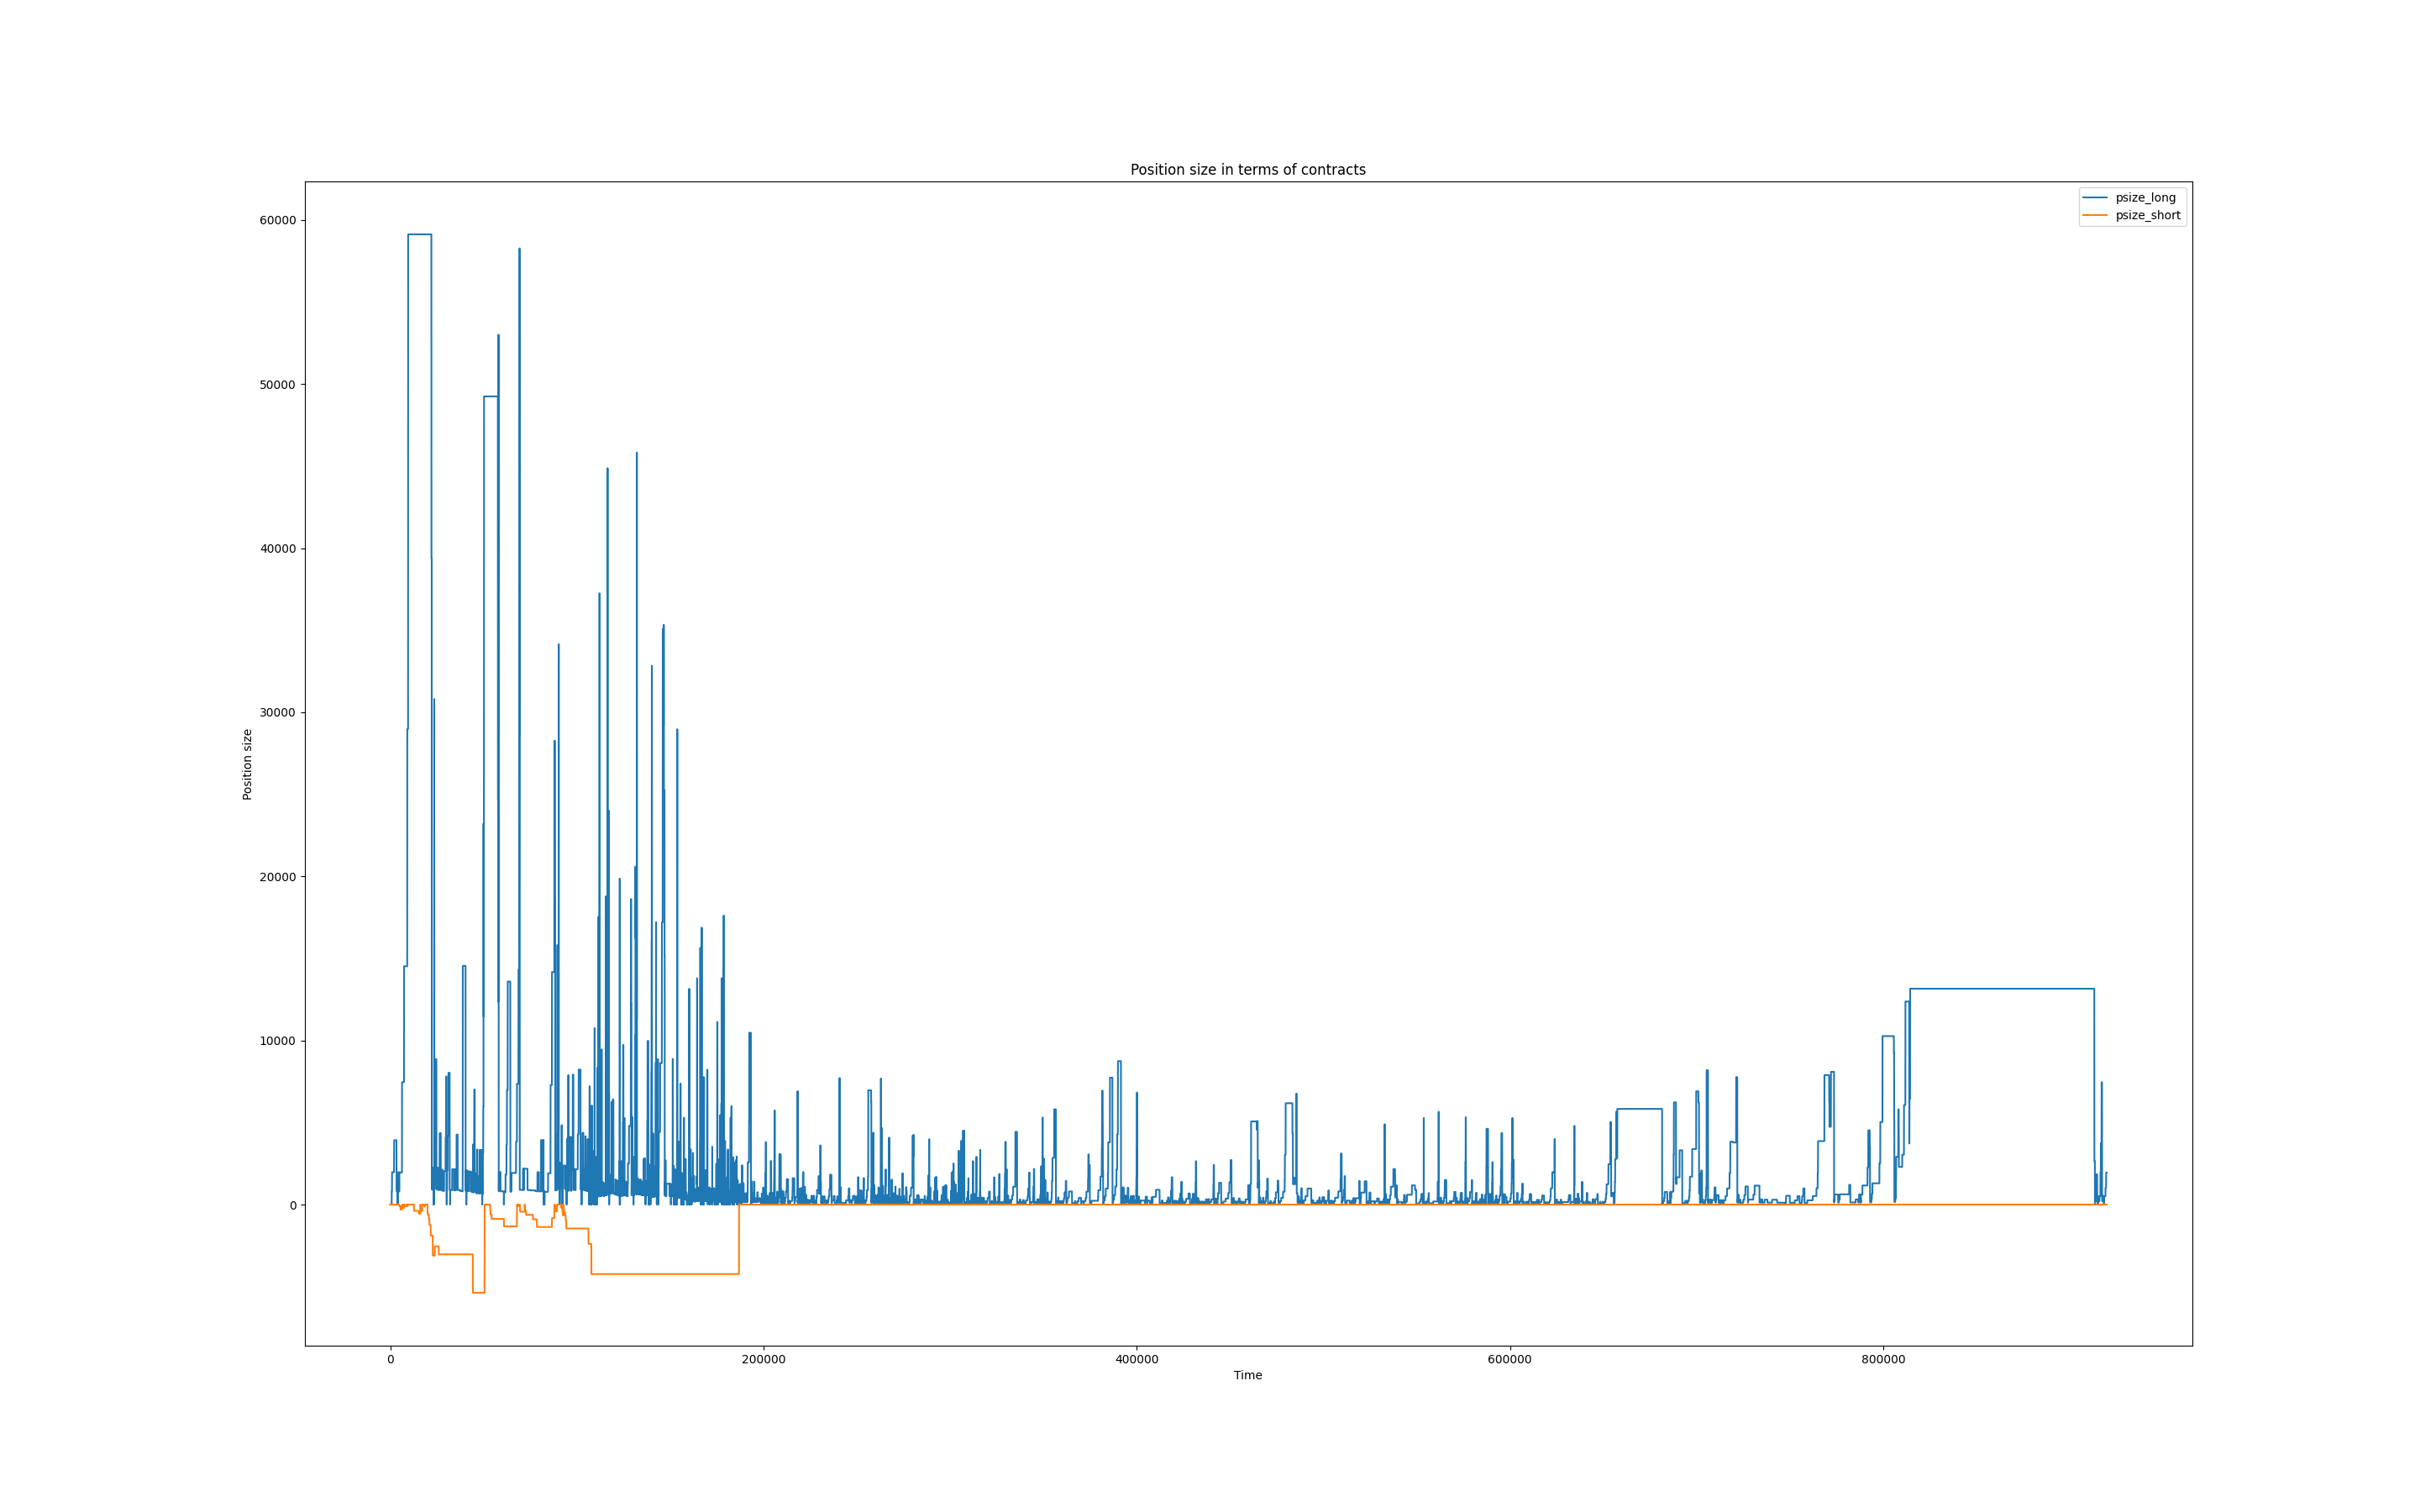 Position size in terms of contracts
psize_long
psize_short
60000
50000
40000
30000
20000
10000
0
Position size
0 200000 400000 600000 800000
Time